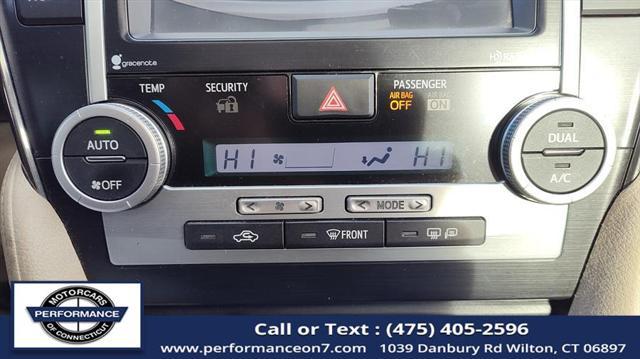 gracenote
TEMP
SECURITY
PASSENGER
AIR BAG OFF
AIR BAG ON
AUTO
OFF
HI
HI
DUAL
A/C
MODE
FRONT
MOTORCARS
PERFORMANCE
OF CONNECTICUT
Call or Text : (475) 405-2596
www.performanceon7.com 1039 Danbury Rd Wilton, CT 06897